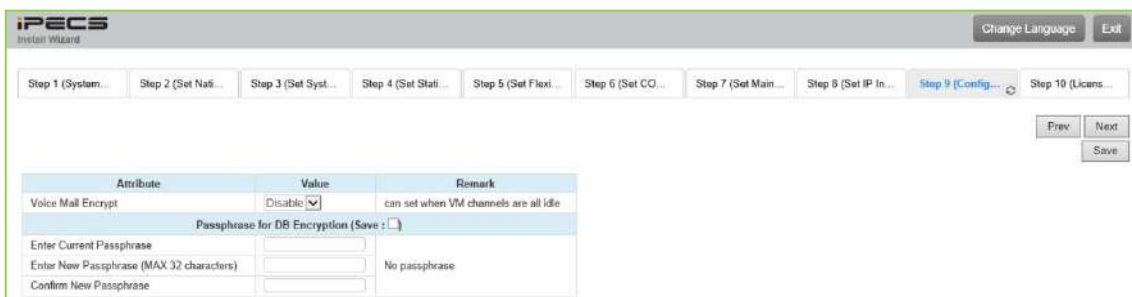 iPECS
Install Wizard
Change Language
Exit
Step 1 (System...
Step 2 (Set Nati...
Step 3 (Set Syst...
Step 4 (Set Stati...
Step 5 (Set Flexi...
Step 6 (Set CO...
Step 7 (Set Main...
Step 8 (Set IP In...
Step 9 (Config...
Step 10 (Licens...
Prev
Next
Save
Attribute Value Remark
Voice Mail Encrypt Disable can set when VM channels are all idle
Passphrase for DB Encryption (Save : )
Enter Current Passphrase
Enter New Passphrase (MAX 32 characters) No passphrase
Confirm New Passphrase